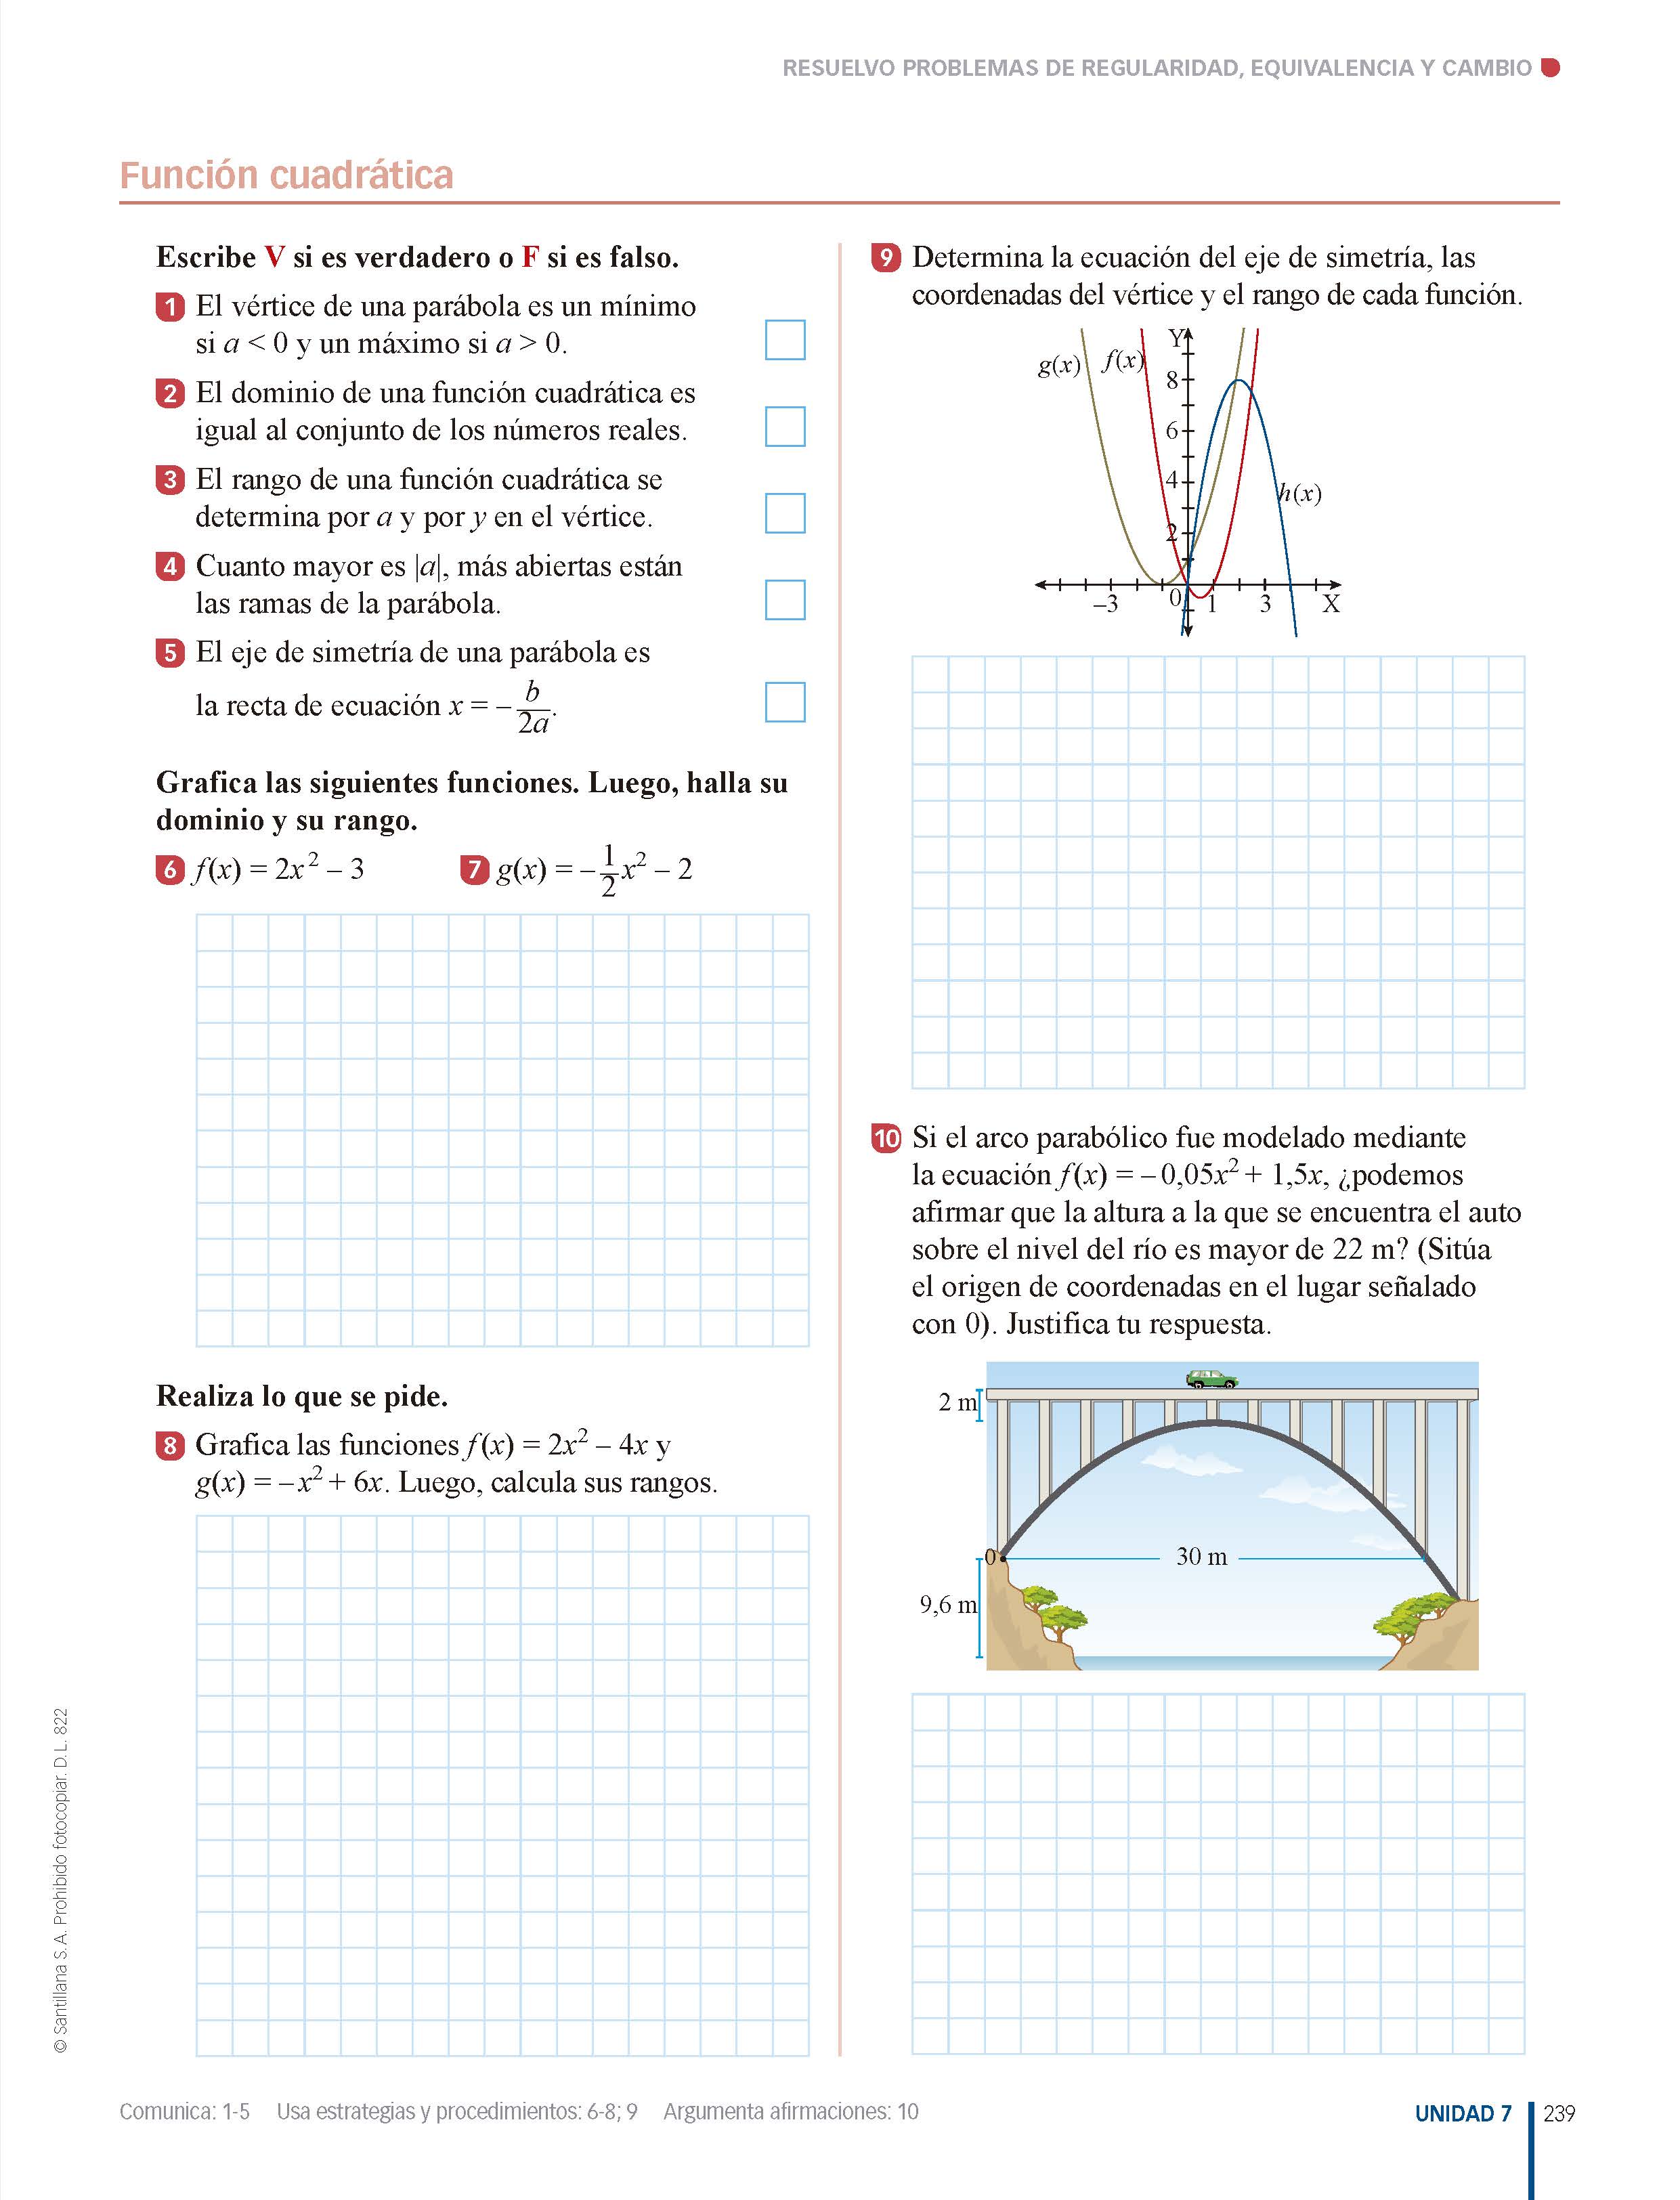 RESUELVO PROBLEMAS DE REGULARIDAD, EQUIVALENCIA Y CAMBIO
Función cuadrática
Escribe V si es verdadero o F si es falso.
1 El vértice de una parábola es un mínimo
si a < 0 y un máximo si a > 0.
2 El dominio de una función cuadrática es
igual al conjunto de los números reales.
3 El rango de una función cuadrática se
determina por a y por y en el vértice.
4 Cuanto mayor es |a|, más abiertas están
las ramas de la parábola.
5 El eje de simetría de una parábola es
la recta de ecuación x = – b/2a.
Grafica las siguientes funciones. Luego, halla su
dominio y su rango.
6 f(x) = 2x² – 3
7 g(x) = – 1/2 x² – 2
Realiza lo que se pide.
8 Grafica las funciones f(x) = 2x² – 4x y
g(x) = – x² + 6x. Luego, calcula sus rangos.
9 Determina la ecuación del eje de simetría, las
coordenadas del vértice y el rango de cada función.
Y
g(x) f(x)
8
6
4
h(x)
2
–3 0 1 3 X
10 Si el arco parabólico fue modelado mediante
la ecuación f(x) = – 0,05x² + 1,5x, ¿podemos
afirmar que la altura a la que se encuentra el auto
sobre el nivel del río es mayor de 22 m? (Sitúa
el origen de coordenadas en el lugar señalado
con 0). Justifica tu respuesta.
2 m
0 30 m
9,6 m
© Santillana S.A. Prohibido fotocopiar. D.L. 822
Comunica: 1-5 Usa estrategias y procedimientos: 6-8; 9 Argumenta afirmaciones: 10
UNIDAD 7 239